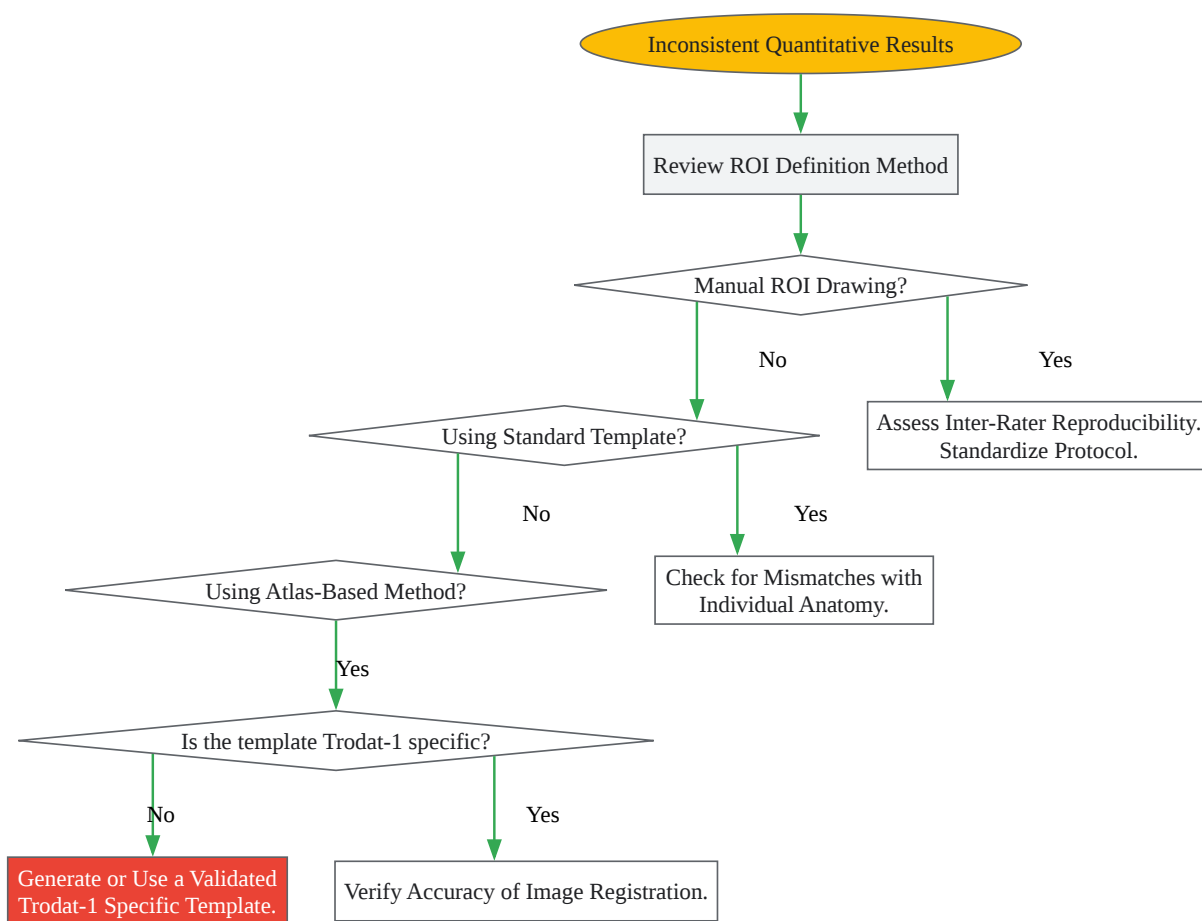 Inconsistent Quantitative Results
Review ROI Definition Method
Manual ROI Drawing?
No
Yes
Assess Inter-Rater Reproducibility.
Standardize Protocol.
Using Standard Template?
No
Yes
Check for Mismatches with
Individual Anatomy.
Using Atlas-Based Method?
Yes
Is the template Trodat-1 specific?
No
Yes
Generate or Use a Validated
Trodat-1 Specific Template.
Verify Accuracy of Image Registration.